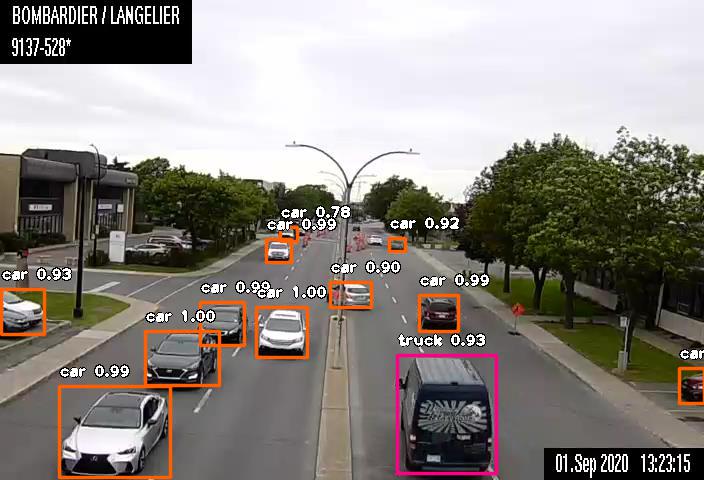 BOMBARDIER / LANGELIER
9137-528*
car 0.78
car 0.99
car 0.92
car 0.93
car 0.90
car 0.99
car 0.99
car 1.00
car 1.00
truck 0.93
car
car 0.99
01.Sep 2020 13:23:15